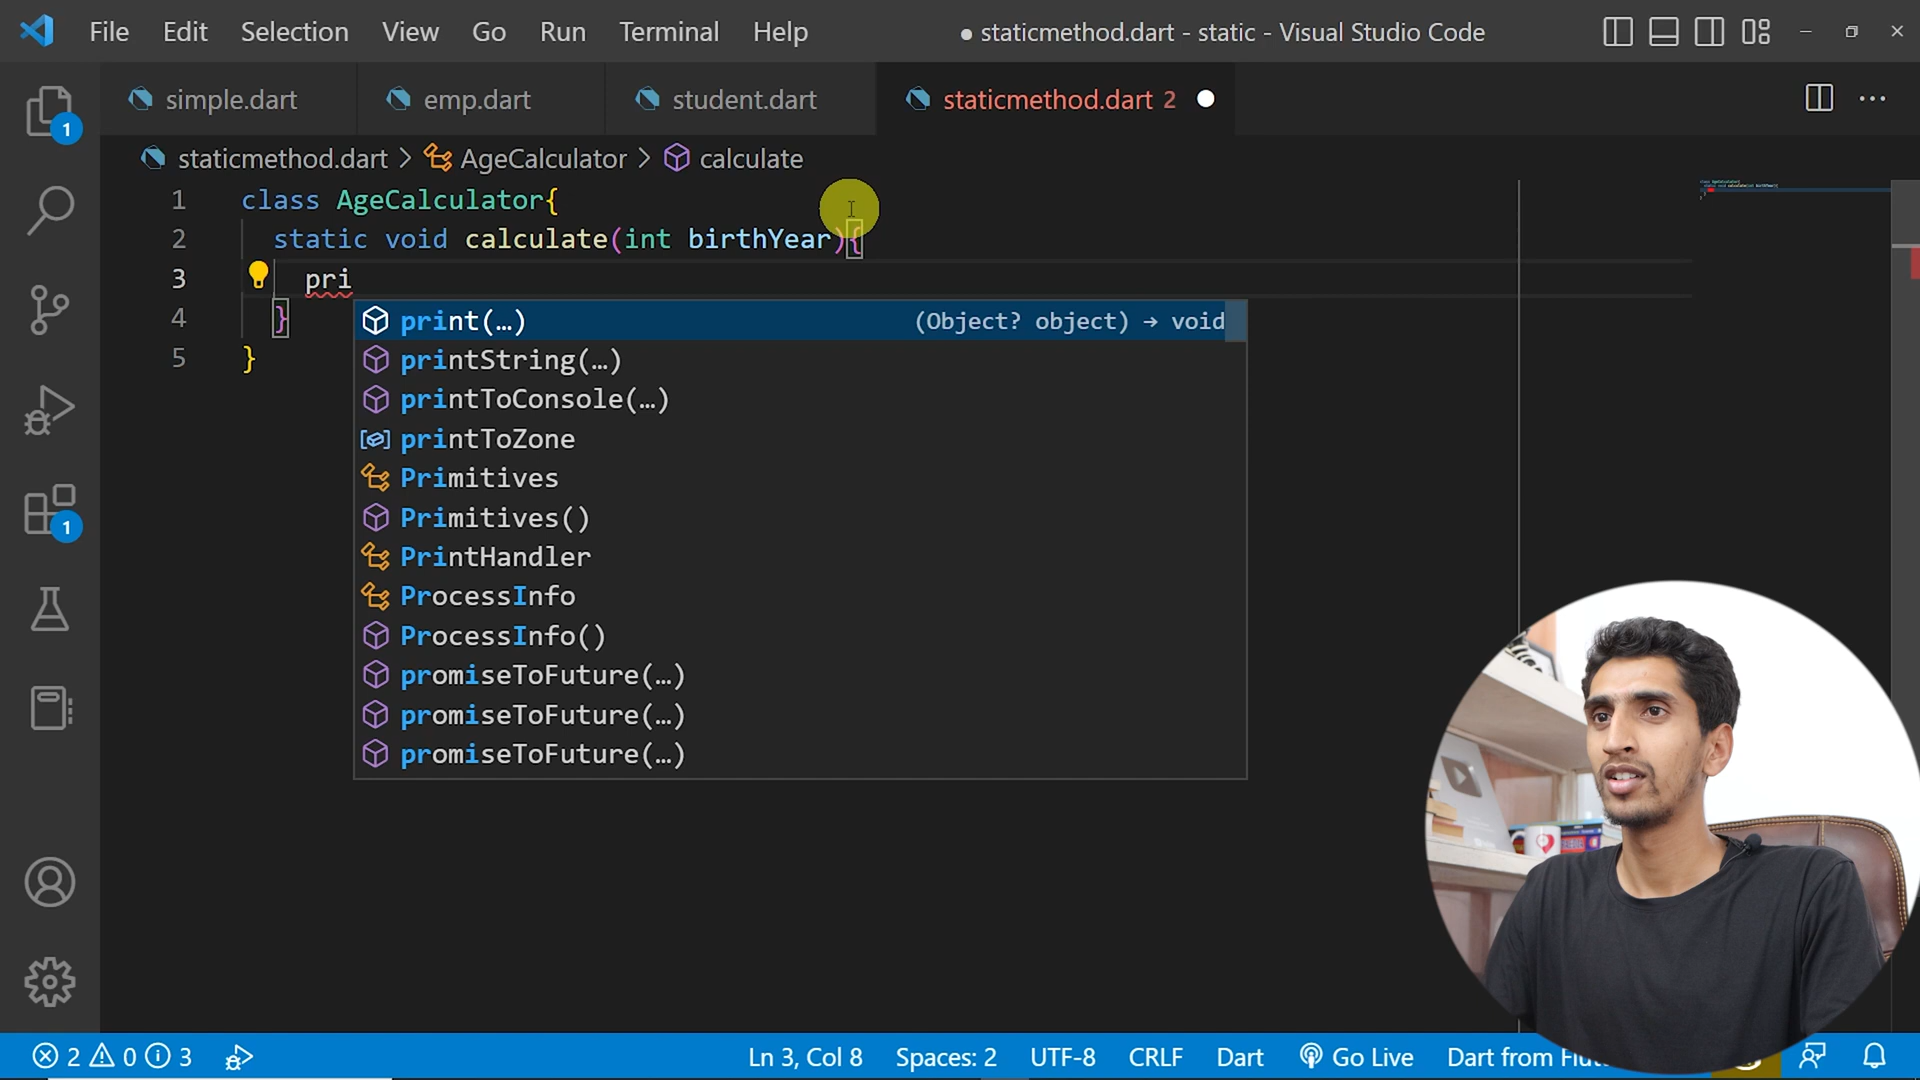 File Edit Selection View Go Run Terminal Help ● staticmethod.dart - static - Visual Studio Code
simple.dart emp.dart student.dart staticmethod.dart 2
staticmethod.dart > AgeCalculator > calculate
1 class AgeCalculator{
2 static void calculate(int birthYear){
3 pri
4 }
5 }
print(…) (Object? object) → void
printString(…)
printToConsole(…)
printToZone
Primitives
Primitives()
PrintHandler
ProcessInfo
ProcessInfo()
promiseToFuture(…)
promiseToFuture(…)
promiseToFuture(…)
1
1
2 0 3 Ln 3, Col 8 Spaces: 2 UTF-8 CRLF Dart Go Live Dart from